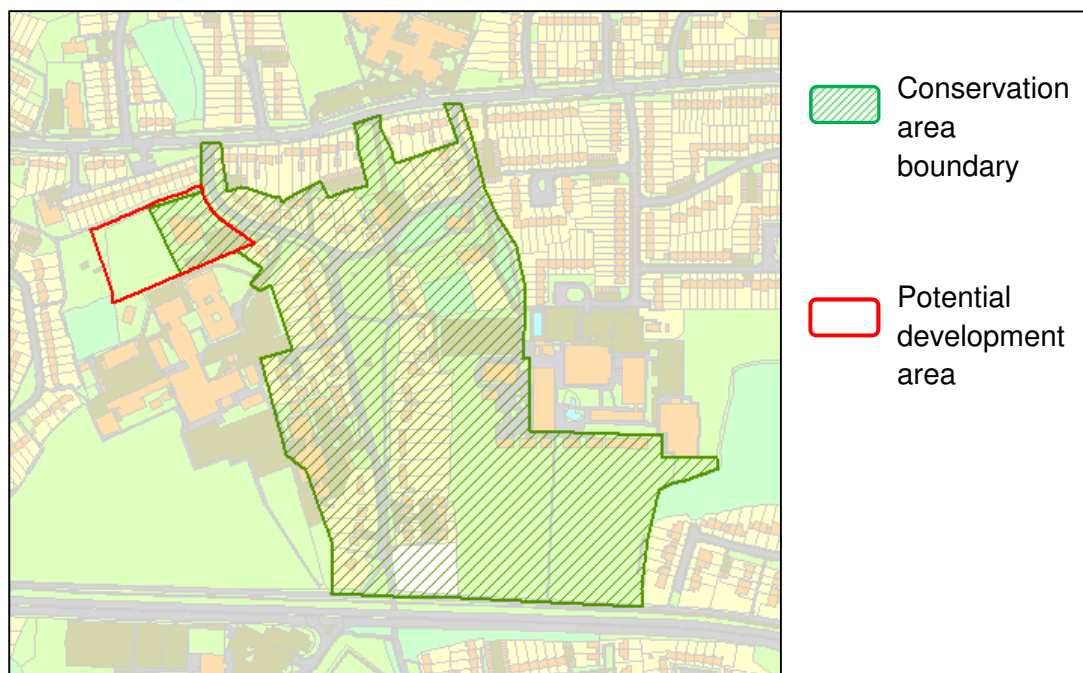 Conservation
area
boundary
Potential
development
area